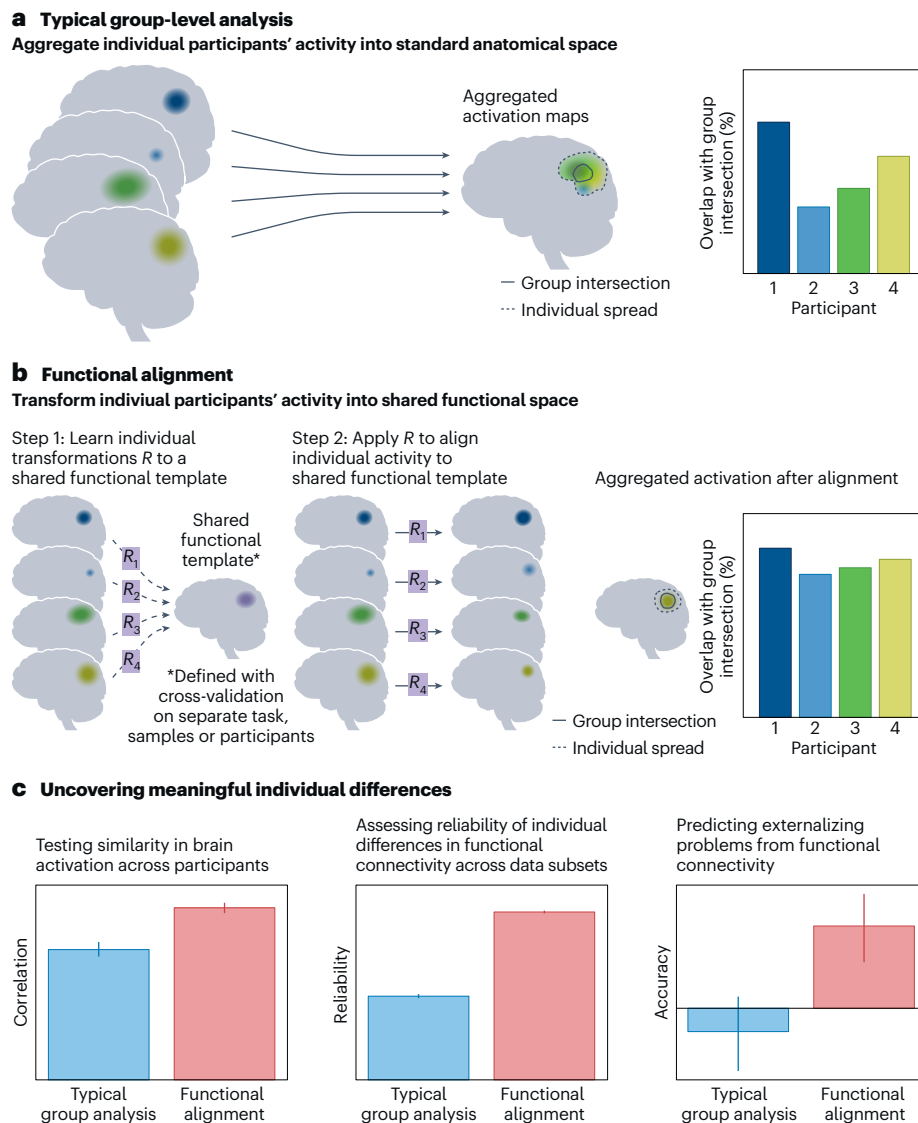 a Typical group-level analysis
Aggregate individual participants' activity into standard anatomical space
Aggregated
activation maps
Group intersection
Individual spread
Overlap with group
intersection (%)
1 2 3 4
Participant
b Functional alignment
Transform indiviual participants' activity into shared functional space
Step 1: Learn individual
transformations R to a
shared functional template
Shared
functional
template*
R1
R2
R3
R4
*Defined with
cross-validation
on separate task,
samples or participants
Step 2: Apply R to align
individual activity to
shared functional template
R1
R2
R3
R4
Aggregated activation after alignment
Group intersection
Individual spread
Overlap with group
intersection (%)
1 2 3 4
Participant
c Uncovering meaningful individual differences
Testing similarity in brain
activation across participants
Correlation
Typical
group analysis
Functional
alignment
Assessing reliability of individual
differences in functional
connectivity across data subsets
Reliability
Typical
group analysis
Functional
alignment
Predicting externalizing
problems from functional
connectivity
Accuracy
Typical
group analysis
Functional
alignment